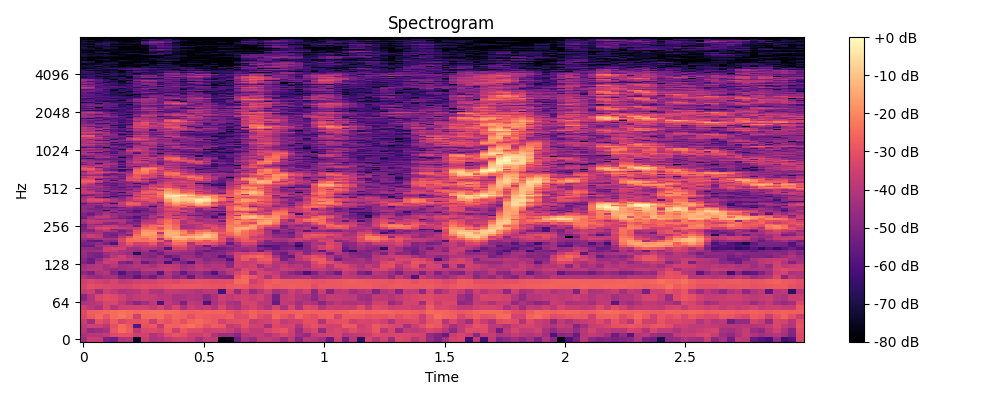 Spectrogram
4096
2048
1024
512
256
128
64
0
Hz
0
0.5
1
1.5
2
2.5
Time
+0 dB
-10 dB
-20 dB
-30 dB
-40 dB
-50 dB
-60 dB
-70 dB
-80 dB